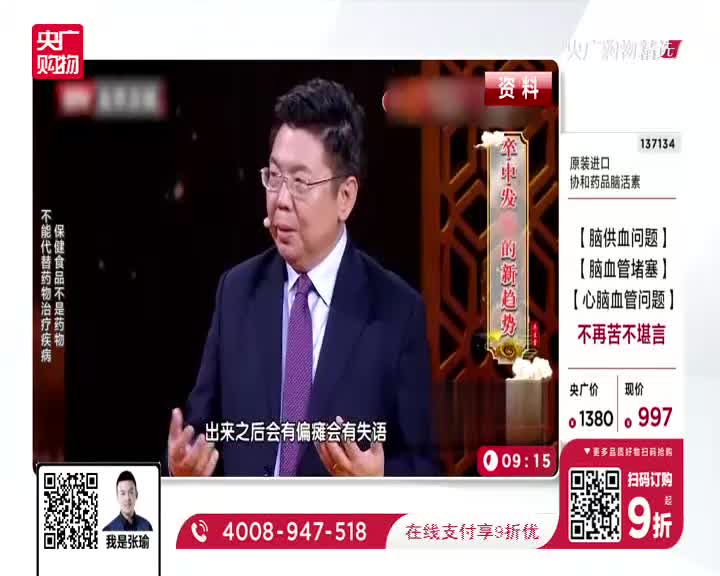 央广
购物
资料
央广购物精选
137134
原装进口
协和药品脑活素
【脑供血问题】
【脑血管堵塞】
【心脑血管问题】
不再苦不堪言
央广价
1380
现价
997
卒中发
的新趋势
保健食品不是药物
不能代替药物治疗疾病
出来之后会有偏瘫会有失语
09:15
▼更多品质好物扫码抢购
扫码订购
9折起
我是张瑜
4008-947-518
在线支付享9折优